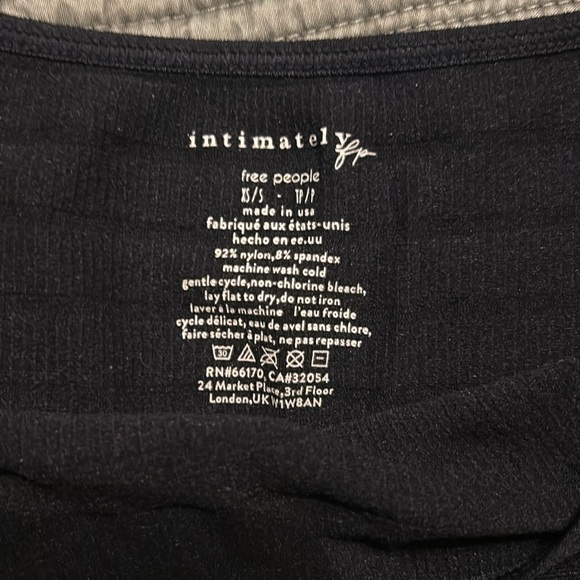 intimately fp
free people
XS/S - TP/P
made in usa
fabriqué aux états-unis
hecho en ee.uu
92% nylon,8% spandex
machine wash cold
gentle cycle,non-chlorine bleach,
lay flat to dry,do not iron
laver à la machine l'eau froide
cycle délicat, eau de avel sans chlore,
faire sécher à plat, ne pas repasser
30
RN#66170 CA#32054
24 Market Place,3rd Floor
London,UK W1W8AN